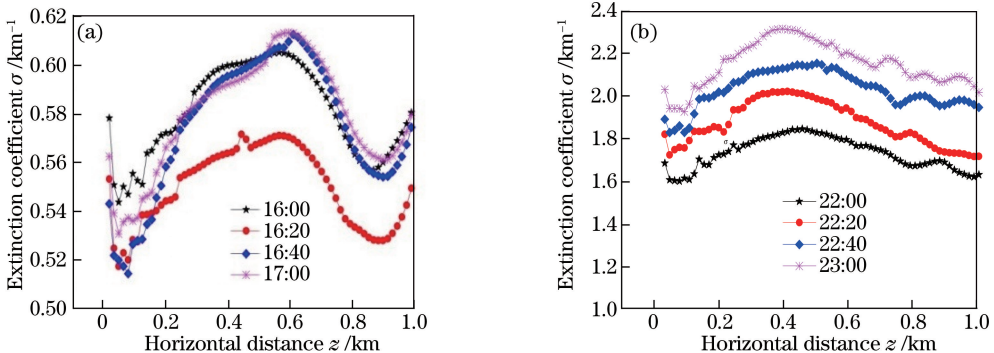 (a)
Extinction coefficient σ /km⁻¹
0.62
0.60
0.58
0.56
0.54
0.52
0.50
16:00
16:20
16:40
17:00
0 0.2 0.4 0.6 0.8 1.0
Horizontal distance z /km
(b)
Extinction coefficient σ /km⁻¹
2.4
2.2
2.0
1.8
1.6
1.4
1.2
1.0
σ
22:00
22:20
22:40
23:00
0 0.2 0.4 0.6 0.8 1.0
Horizontal distance z /km